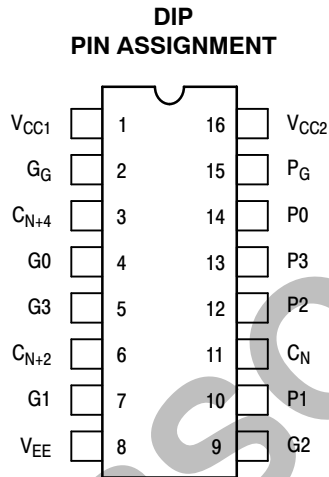 DIP
PIN ASSIGNMENT
VCC1 1 16 VCC2
GG 2 15 PG
CN+4 3 14 P0
G0 4 13 P3
G3 5 12 P2
CN+2 6 11 CN
G1 7 10 P1
VEE 8 9 G2